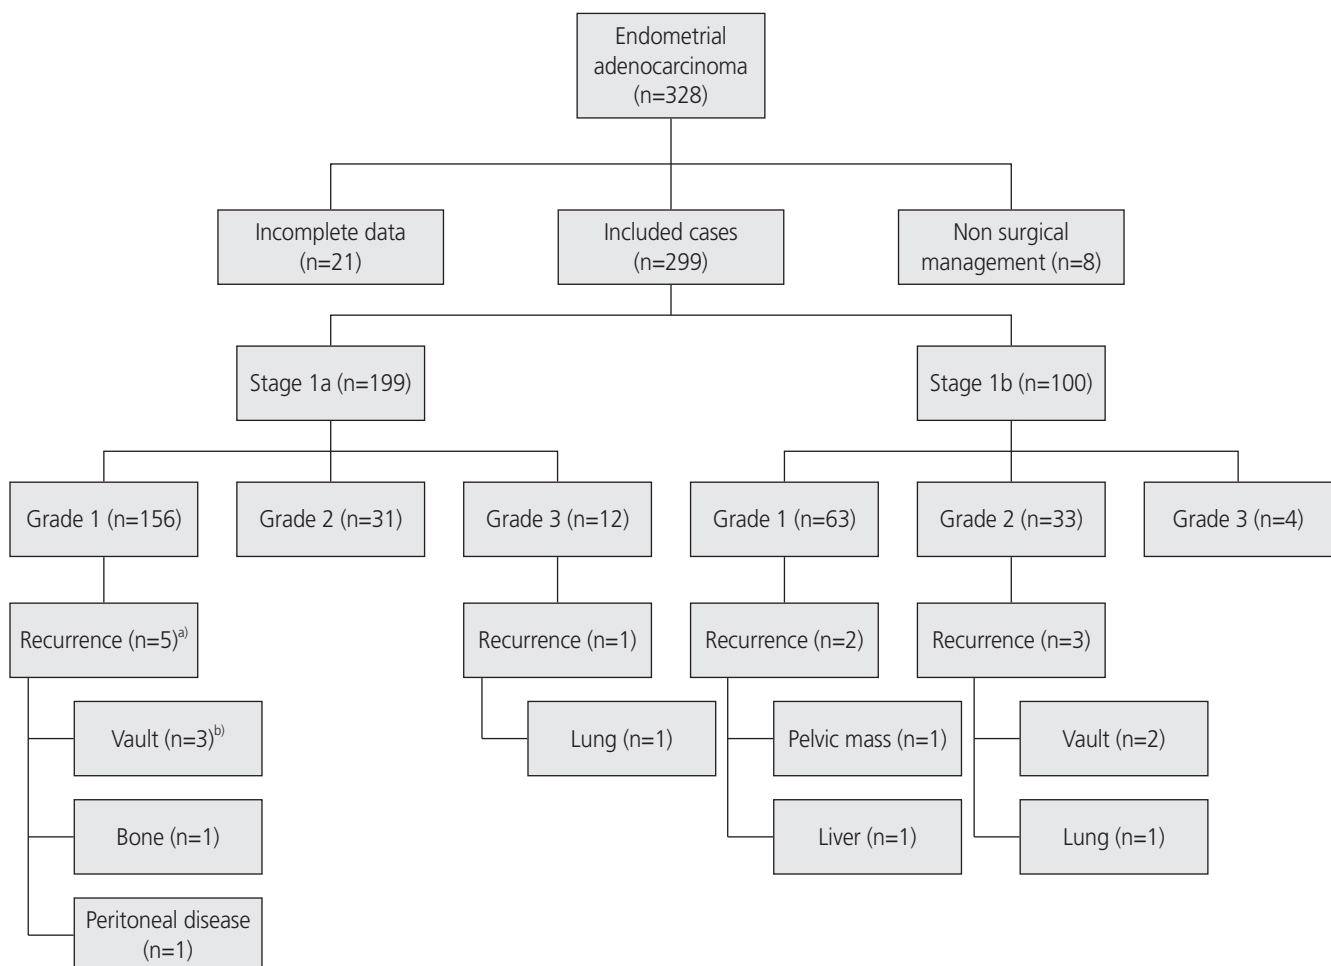 Endometrial
adenocarcinoma
(n=328)
Incomplete data
(n=21)
Included cases
(n=299)
Non surgical
management (n=8)
Stage 1a (n=199)
Stage 1b (n=100)
Grade 1 (n=156)
Grade 2 (n=31)
Grade 3 (n=12)
Grade 1 (n=63)
Grade 2 (n=33)
Grade 3 (n=4)
Recurrence (n=5)a)
Recurrence (n=1)
Recurrence (n=2)
Recurrence (n=3)
Vault (n=3)b)
Lung (n=1)
Pelvic mass (n=1)
Vault (n=2)
Bone (n=1)
Liver (n=1)
Lung (n=1)
Peritoneal disease
(n=1)